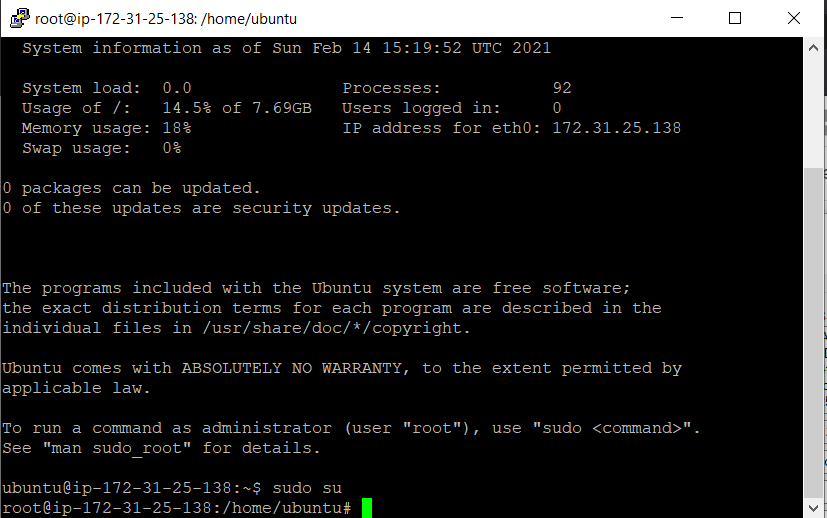 root@ip-172-31-25-138: /home/ubuntu
System information as of Sun Feb 14 15:19:52 UTC 2021
System load:  0.0               Processes:           92
Usage of /:   14.5% of 7.69GB   Users logged in:     0
Memory usage: 18%               IP address for eth0: 172.31.25.138
Swap usage:   0%
0 packages can be updated.
0 of these updates are security updates.
The programs included with the Ubuntu system are free software;
the exact distribution terms for each program are described in the
individual files in /usr/share/doc/*/copyright.
Ubuntu comes with ABSOLUTELY NO WARRANTY, to the extent permitted by
applicable law.
To run a command as administrator (user "root"), use "sudo <command>".
See "man sudo_root" for details.
ubuntu@ip-172-31-25-138:~$ sudo su
root@ip-172-31-25-138:/home/ubuntu#